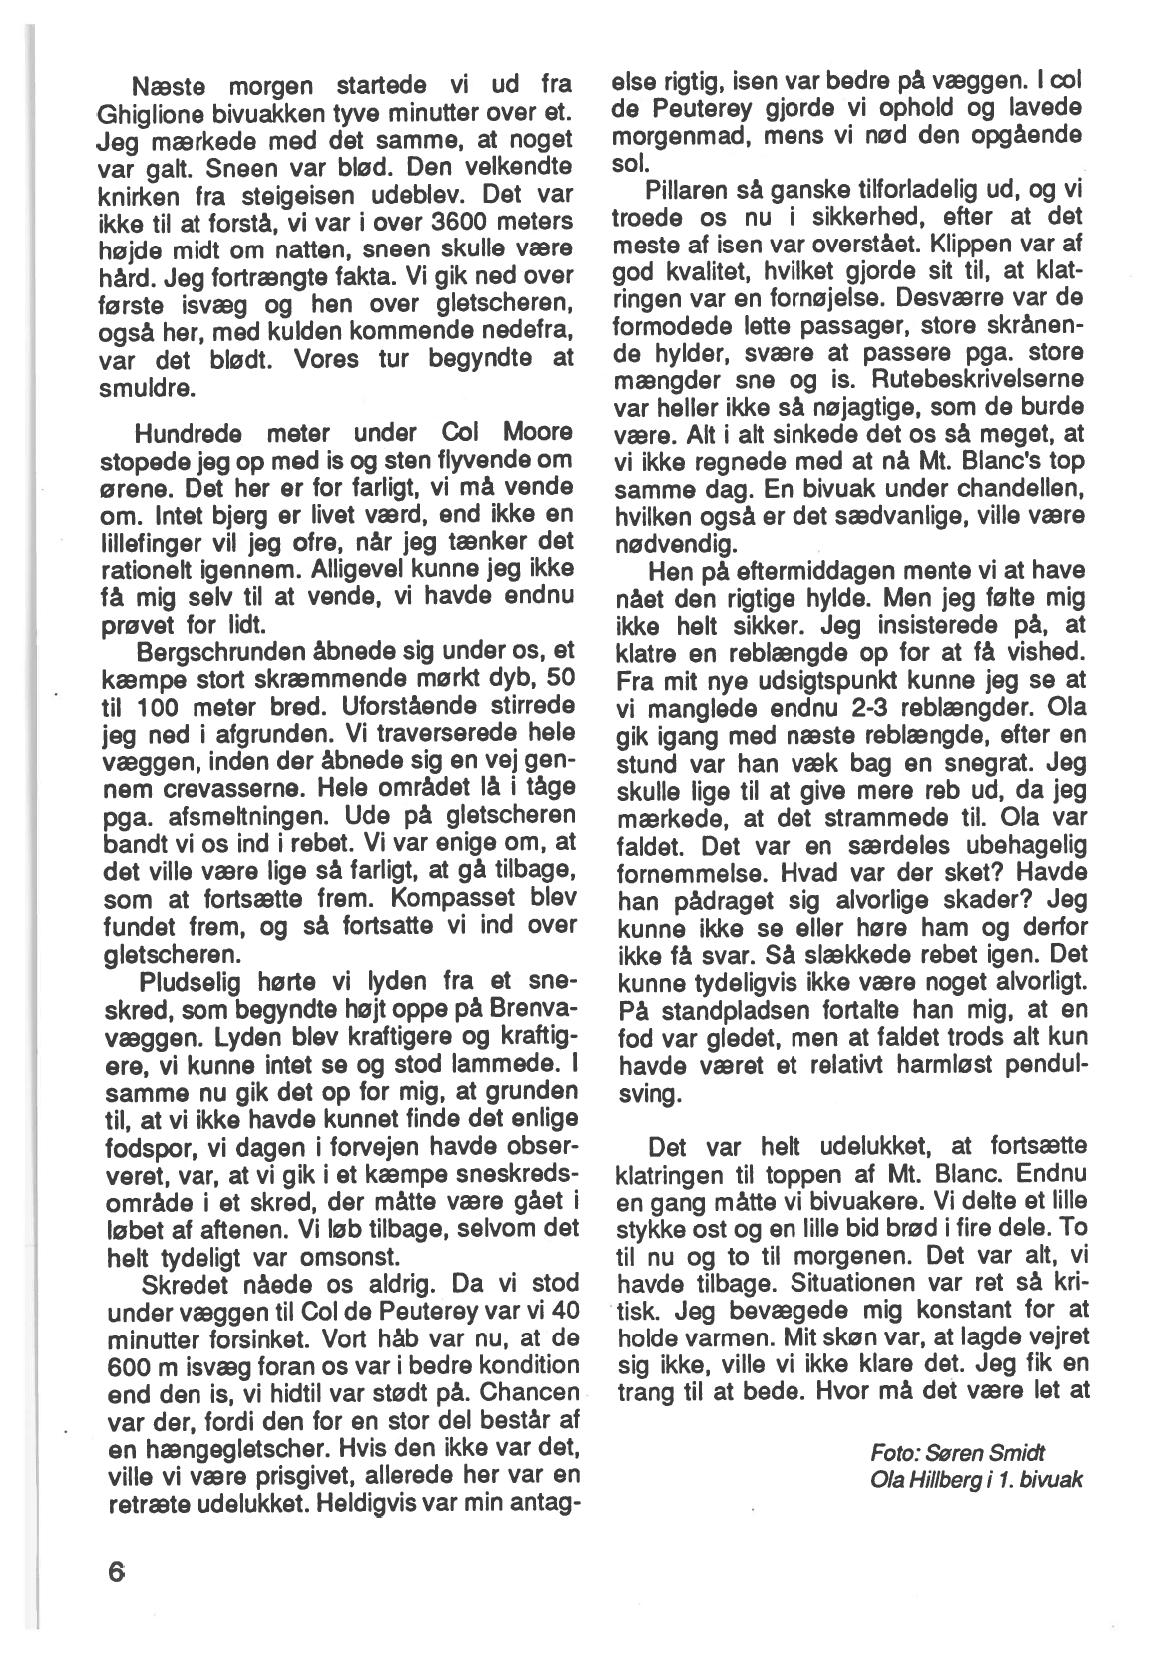 Næste morgen startede vi ud fra
Ghiglione bivuakken tyve minutter over et.
Jeg mærkede med det samme, at noget
var galt. Sneen var blød. Den velkendte
knirken fra steigeisen udeblev. Det var
ikke til at forstå, vi var i over 3600 meters
højde midt om natten, sneen skulle være
hård. Jeg fortrængte fakta. Vi gik ned over
første isvæg og hen over gletscheren,
også her, med kulden kommende nedefra,
var det blødt. Vores tur begyndte at
smuldre.
Hundrede meter under Col Moore
stopede jeg op med is og sten flyvende om
ørene. Det her er for farligt, vi må vende
om. Intet bjerg er livet værd, end ikke en
lillefinger vil jeg ofre, når jeg tænker det
rationelt igennem. Alligevel kunne jeg ikke
få mig selv til at vende, vi havde endnu
prøvet for lidt.
Bergschrunden åbnede sig under os, et
kæmpe stort skræmmende mørkt dyb, 50
til 100 meter bred. Uforstående stirrede
jeg ned i afgrunden. Vi traverserede hele
væggen, inden der åbnede sig en vej gen-
nem crevasserne. Hele området lå i tåge
pga. afsmeltningen. Ude på gletscheren
bandt vi os ind i rebet. Vi var enige om, at
det ville være lige så farligt, at gå tilbage,
som at fortsætte frem. Kompasset blev
fundet frem, og så fortsatte vi ind over
gletscheren.
Pludselig hørte vi lyden fra et sne-
skred, som begyndte højt oppe på Brenva-
væggen. Lyden blev kraftigere og kraftig-
ere, vi kunne intet se og stod lammede. I
samme nu gik det op for mig, at grunden
til, at vi ikke havde kunnet finde det enlige
fodspor, vi dagen i forvejen havde obser-
veret, var, at vi gik i et kæmpe sneskreds-
område i et skred, der måtte være gået i
løbet af aftenen. Vi løb tilbage, selvom det
helt tydeligt var omsonst.
Skredet nåede os aldrig. Da vi stod
under væggen til Col de Peuterey var vi 40
minutter forsinket. Vort håb var nu, at de
600 m isvæg foran os var i bedre kondition
end den is, vi hidtil var stødt på. Chancen
var der, fordi den for en stor del består af
en hængegletscher. Hvis den ikke var det,
ville vi være prisgivet, allerede her var en
retræte udelukket. Heldigvis var min antag-
else rigtig, isen var bedre på væggen. I col
de Peuterey gjorde vi ophold og lavede
morgenmad, mens vi nød den opgående
sol.
Pillaren så ganske tilforladelig ud, og vi
troede os nu i sikkerhed, efter at det
meste af isen var overstået. Klippen var af
god kvalitet, hvilket gjorde sit til, at klat-
ringen var en fornøjelse. Desværre var de
formodede lette passager, store skrånen-
de hylder, svære at passere pga. store
mængder sne og is. Rutebeskrivelserne
var heller ikke så nøjagtige, som de burde
være. Alt i alt sinkede det os så meget, at
vi ikke regnede med at nå Mt. Blanc's top
samme dag. En bivuak under chandellen,
hvilken også er det sædvanlige, ville være
nødvendig.
Hen på eftermiddagen mente vi at have
nået den rigtige hylde. Men jeg følte mig
ikke helt sikker. Jeg insisterede på, at
klatre en reblængde op for at få vished.
Fra mit nye udsigtspunkt kunne jeg se at
vi manglede endnu 2-3 reblængder. Ola
gik igang med næste reblængde, efter en
stund var han væk bag en snegrat. Jeg
skulle lige til at give mere reb ud, da jeg
mærkede, at det strammede til. Ola var
faldet. Det var en særdeles ubehagelig
fornemmelse. Hvad var der sket? Havde
han pådraget sig alvorlige skader? Jeg
kunne ikke se eller høre ham og derfor
ikke få svar. Så slækkede rebet igen. Det
kunne tydeligvis ikke være noget alvorligt.
På standpladsen fortalte han mig, at en
fod var gledet, men at faldet trods alt kun
havde været et relativt harmløst pendul-
sving.
Det var helt udelukket, at fortsætte
klatringen til toppen af Mt. Blanc. Endnu
en gang måtte vi bivuakere. Vi delte et lille
stykke ost og en lille bid brød i fire dele. To
til nu og to til morgenen. Det var alt, vi
havde tilbage. Situationen var ret så kri-
tisk. Jeg bevægede mig konstant for at
holde varmen. Mit skøn var, at lagde vejret
sig ikke, ville vi ikke klare det. Jeg fik en
trang til at bede. Hvor må det være let at
Foto: Søren Smidt
Ola Hillberg i 1. bivuak
6